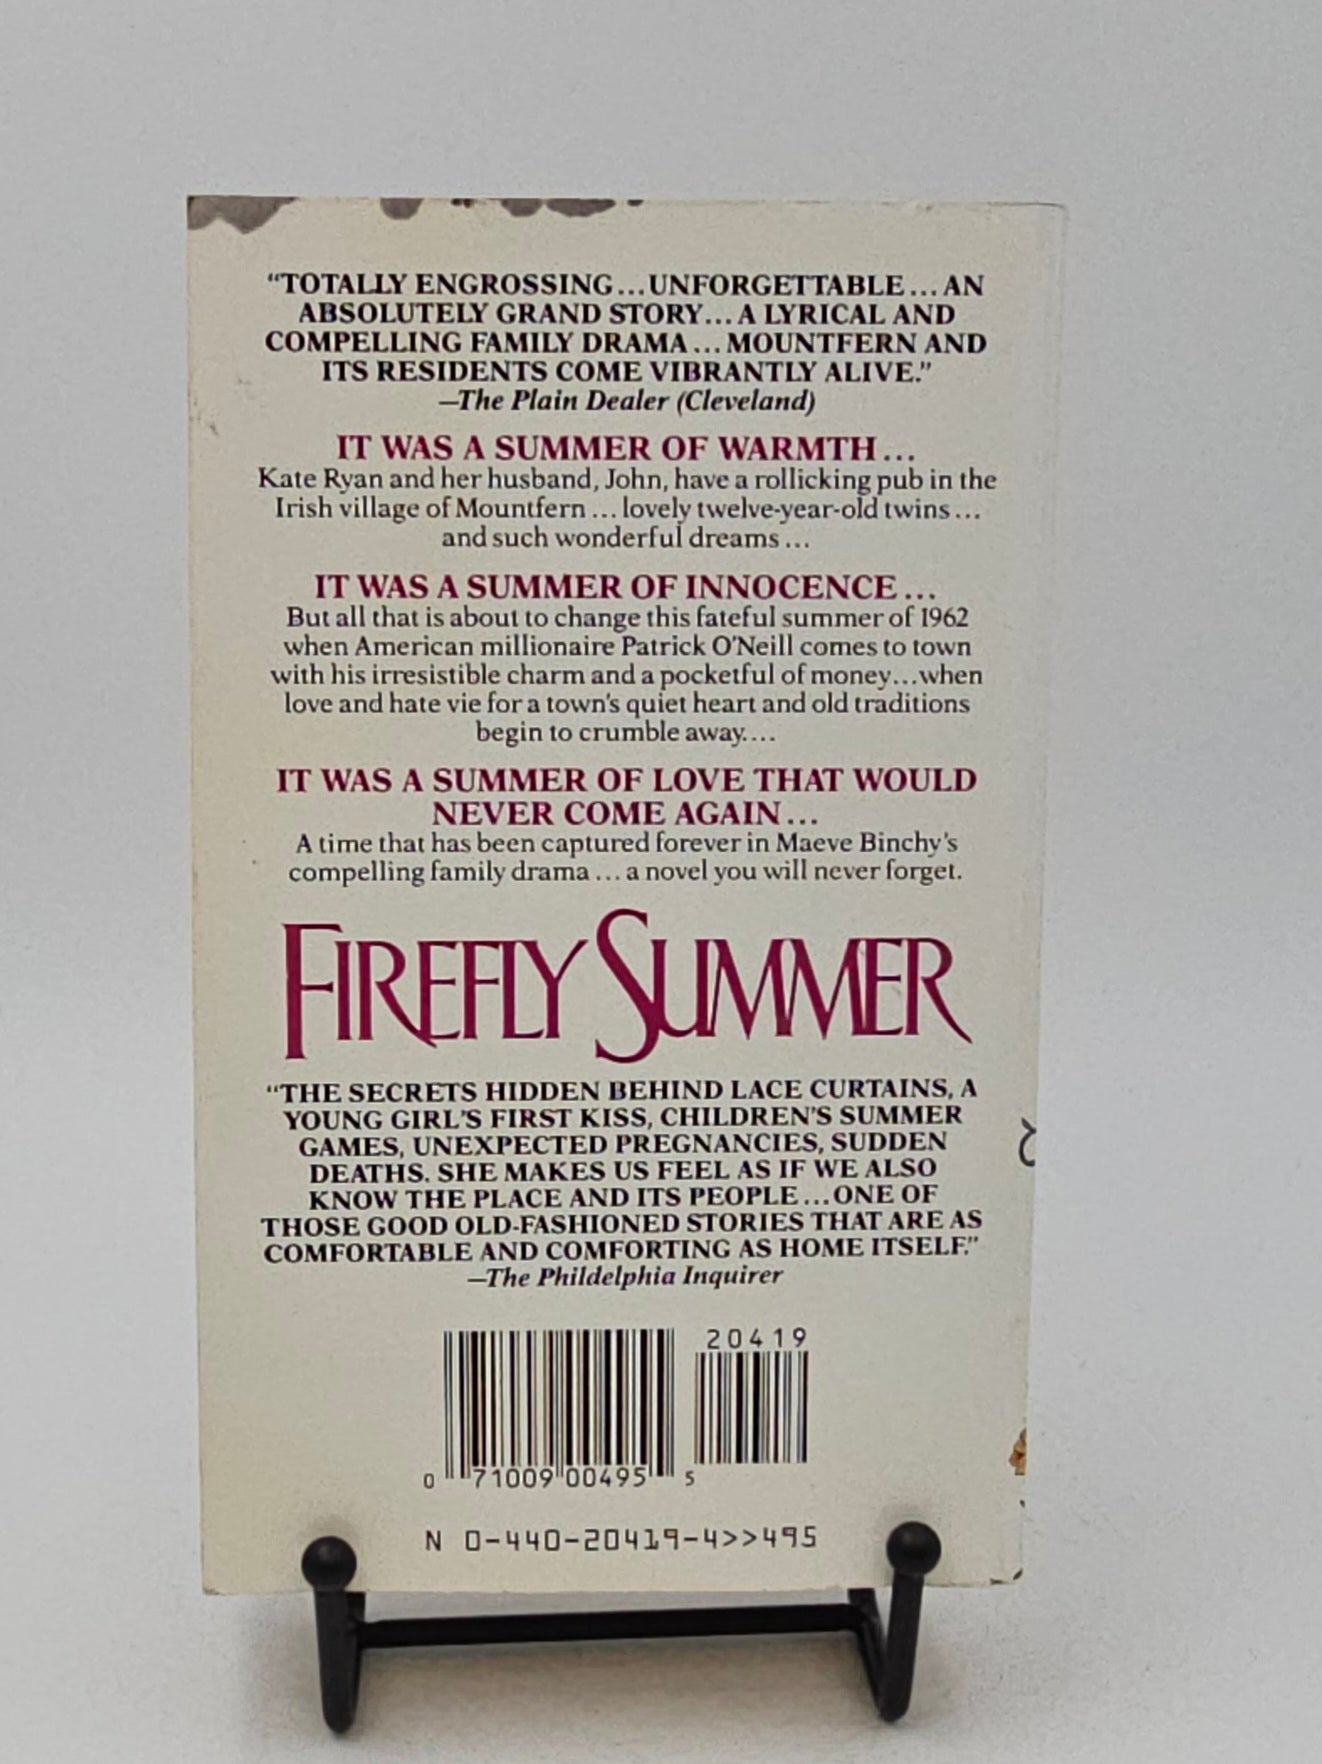 “TOTALLY ENGROSSING...UNFORGETTABLE...AN
ABSOLUTELY GRAND STORY...A LYRICAL AND
COMPELLING FAMILY DRAMA...MOUNTFERN AND
ITS RESIDENTS COME VIBRANTLY ALIVE.”
—The Plain Dealer (Cleveland)
IT WAS A SUMMER OF WARMTH...
Kate Ryan and her husband, John, have a rollicking pub in the
Irish village of Mountfern...lovely twelve-year-old twins...
and such wonderful dreams...
IT WAS A SUMMER OF INNOCENCE...
But all that is about to change this fateful summer of 1962
when American millionaire Patrick O’Neill comes to town
with his irresistible charm and a pocketful of money...when
love and hate vie for a town’s quiet heart and old traditions
begin to crumble away....
IT WAS A SUMMER OF LOVE THAT WOULD
NEVER COME AGAIN...
A time that has been captured forever in Maeve Binchy’s
compelling family drama...a novel you will never forget.
FIREFLY SUMMER
“THE SECRETS HIDDEN BEHIND LACE CURTAINS, A
YOUNG GIRL’S FIRST KISS, CHILDREN’S SUMMER
GAMES, UNEXPECTED PREGNANCIES, SUDDEN
DEATHS. SHE MAKES US FEEL AS IF WE ALSO
KNOW THE PLACE AND ITS PEOPLE...ONE OF
THOSE GOOD OLD-FASHIONED STORIES THAT ARE AS
COMFORTABLE AND COMFORTING AS HOME ITSELF.”
—The Phildelphia Inquirer
20419
0 71009 00495 5
N 0-440-20419-4>>495